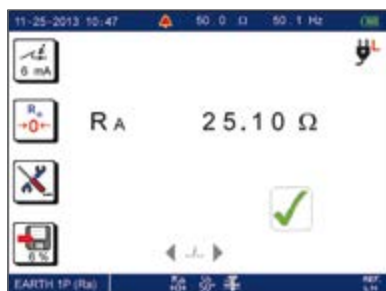 11-25-2013 10:47 50.0 Ω 50.1 Hz
L
6 mA
RA
→0←
RA 25.10 Ω
6 %
◀ ../.. ▶
EARTH 1P (Ra)